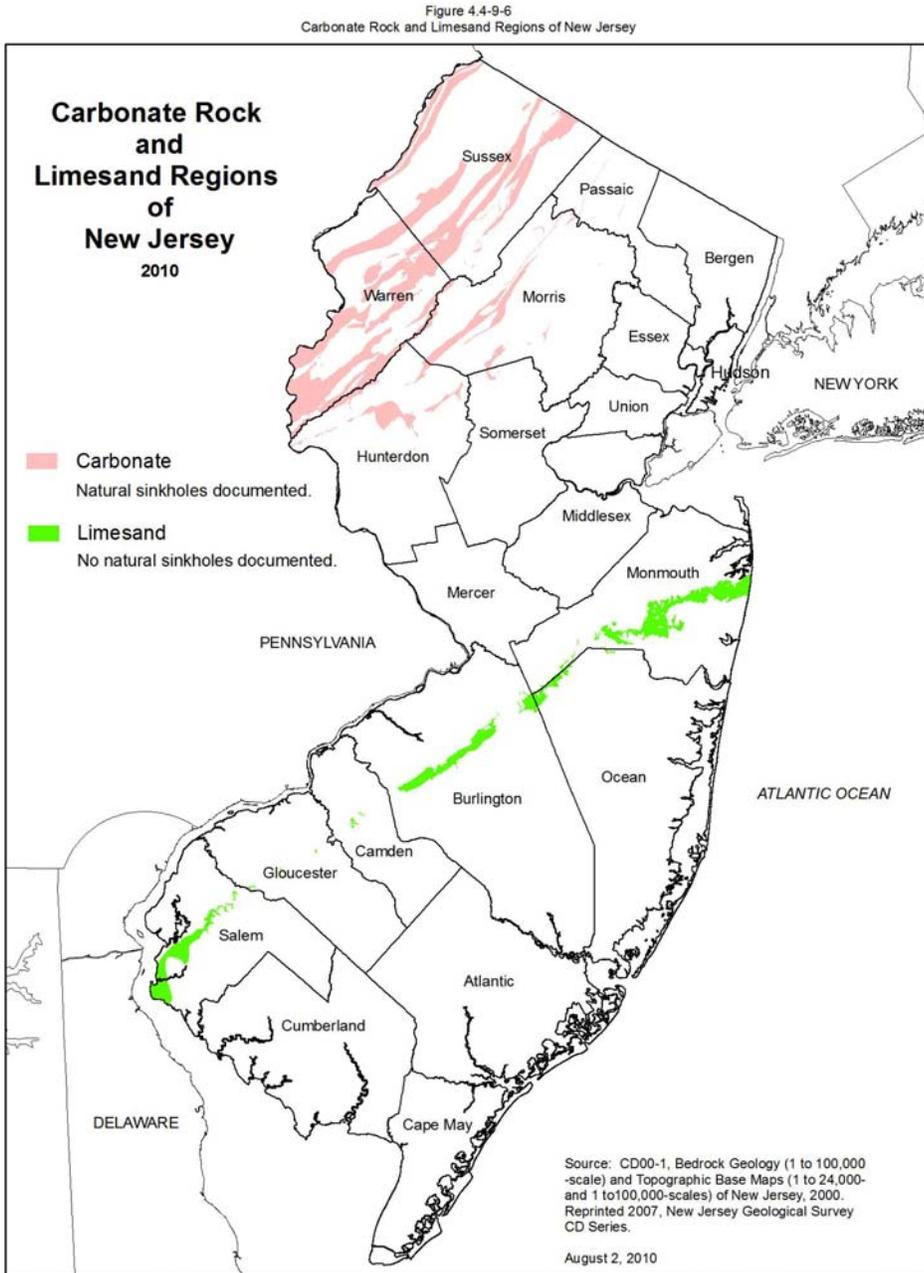 Figure 4.4-9-6
Carbonate Rock and Limesand Regions of New Jersey
Carbonate Rock
and
Limesand Regions
of
New Jersey
2010
Sussex
Passaic
Bergen
Warren
Morris
Essex
Hudson
NEW YORK
Union
Somerset
Hunterdon
Carbonate
Natural sinkholes documented.
Middlesex
Limesand
No natural sinkholes documented.
Monmouth
Mercer
PENNSYLVANIA
Ocean
ATLANTIC OCEAN
Burlington
Camden
Gloucester
Salem
Atlantic
Cumberland
DELAWARE
Cape May
Source: CD00-1, Bedrock Geology (1 to 100,000
-scale) and Topographic Base Maps (1 to 24,000-
and 1 to100,000-scales) of New Jersey, 2000.
Reprinted 2007, New Jersey Geological Survey
CD Series.
August 2, 2010